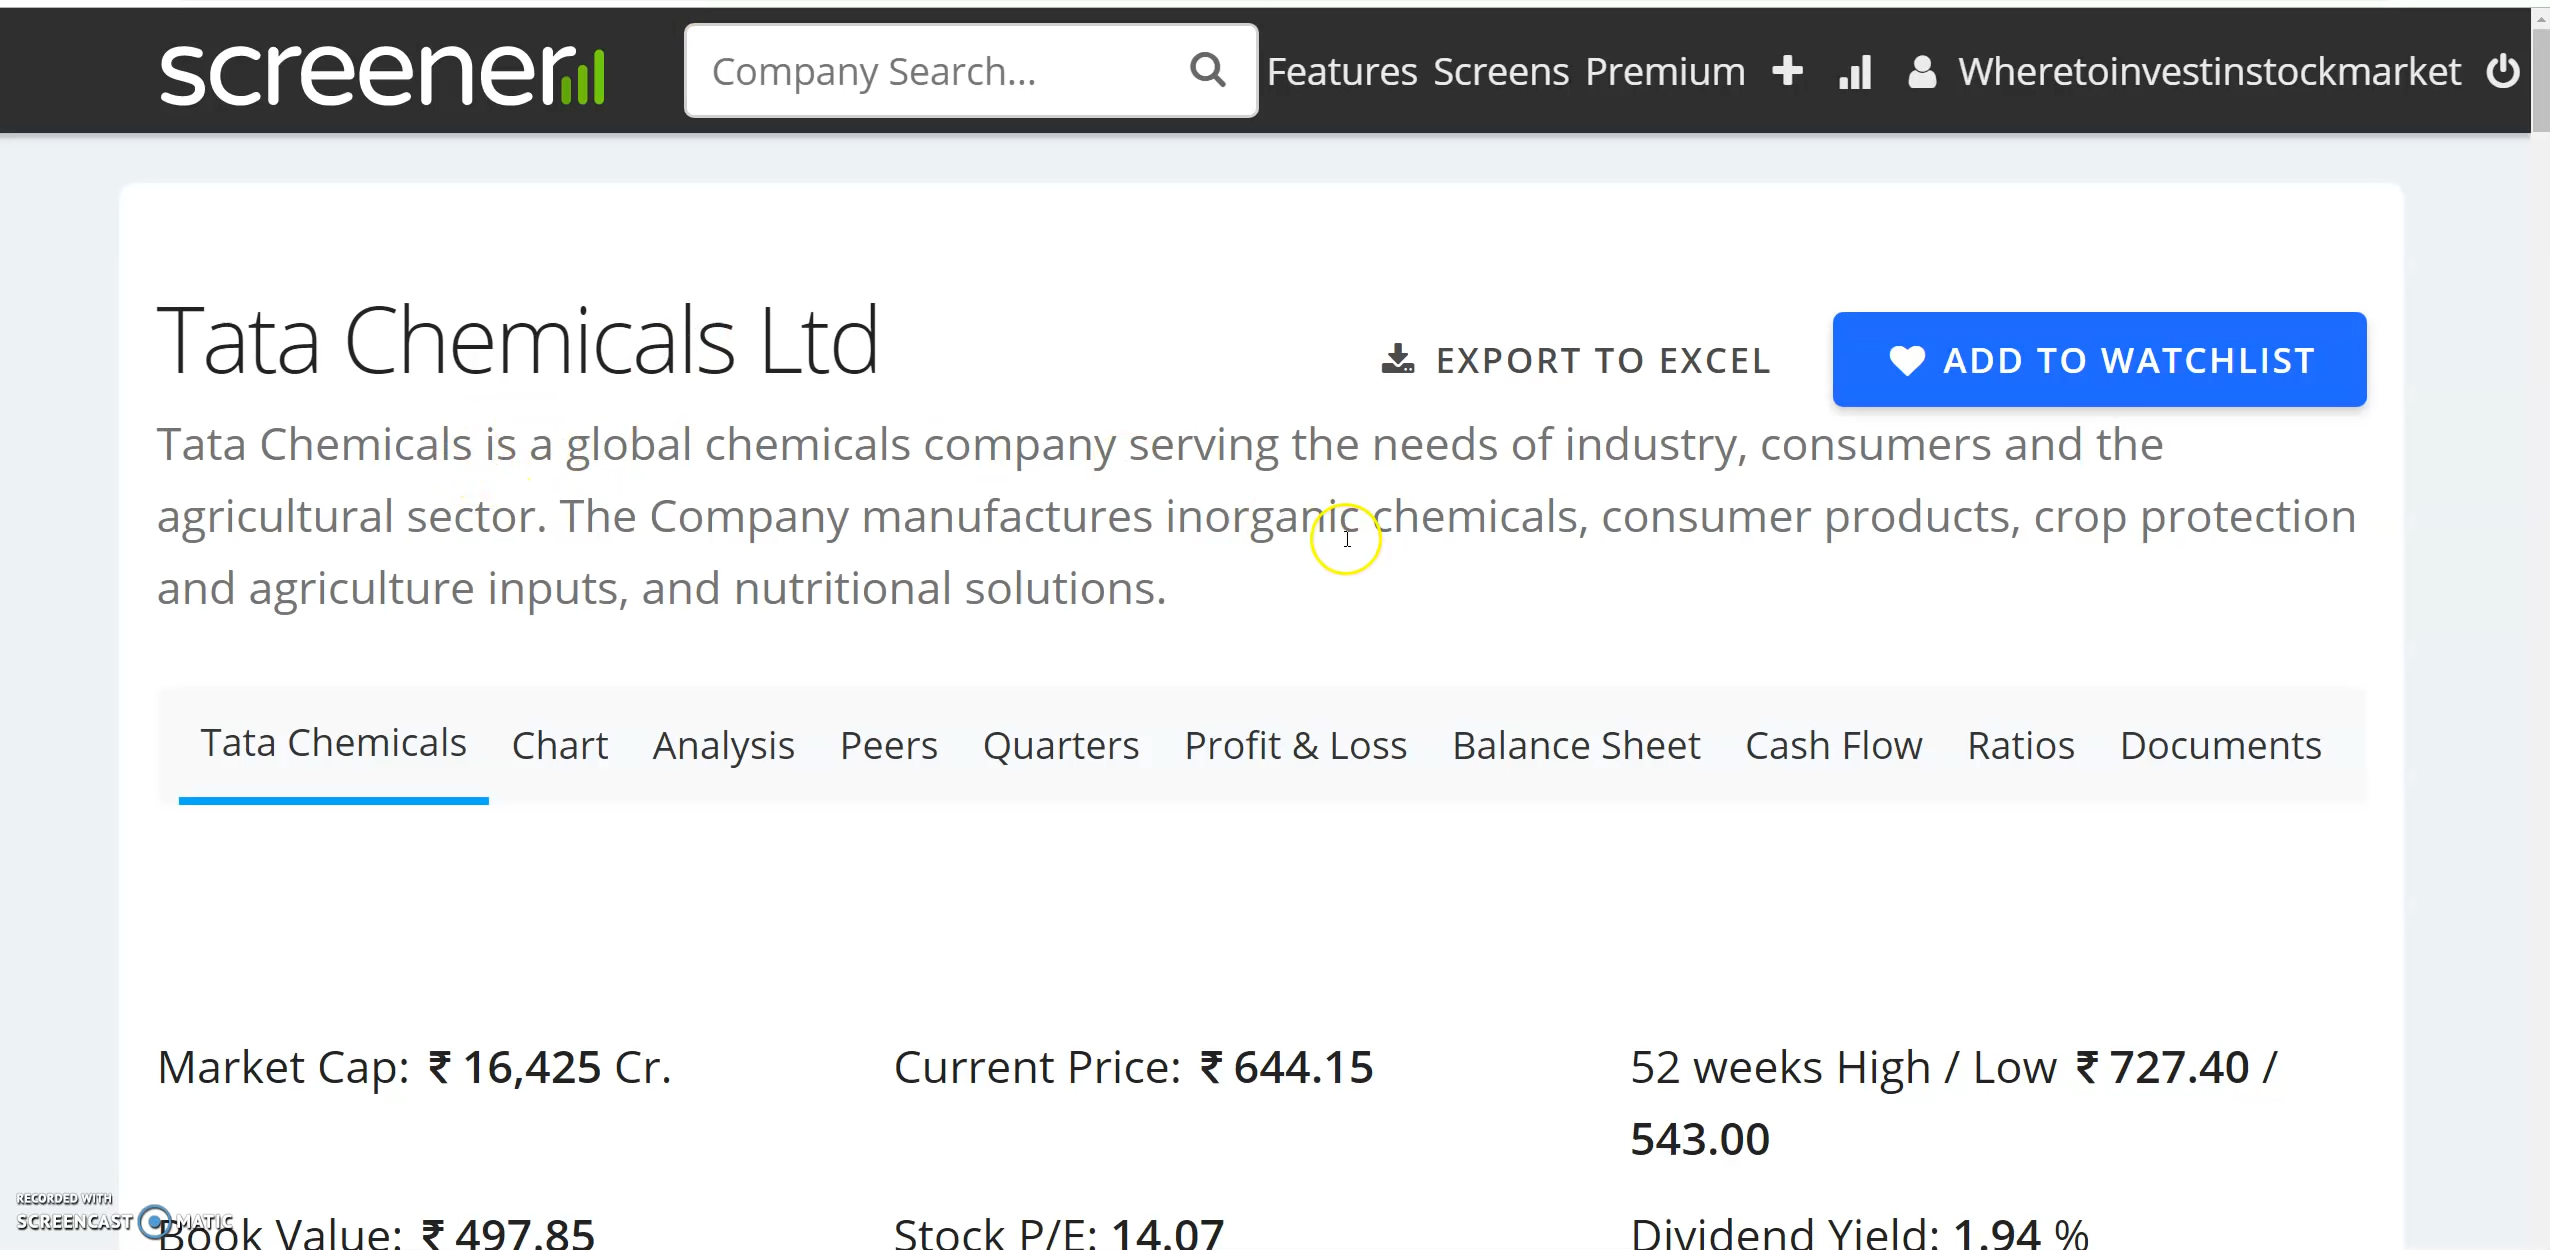 screener
Company Search...
Features Screens Premium Wheretoinvestinstockmarket
Tata Chemicals Ltd
EXPORT TO EXCEL
ADD TO WATCHLIST
Tata Chemicals is a global chemicals company serving the needs of industry, consumers and the
agricultural sector. The Company manufactures inorganic chemicals, consumer products, crop protection
and agriculture inputs, and nutritional solutions.
Tata Chemicals Chart Analysis Peers Quarters Profit & Loss Balance Sheet Cash Flow Ratios Documents
Market Cap: ₹ 16,425 Cr.
Current Price: ₹ 644.15
52 weeks High / Low ₹ 727.40 /
543.00
Book Value: ₹ 497.85
Stock P/E: 14.07
Dividend Yield: 1.94 %
RECORDED WITH
SCREENCAST MATIC